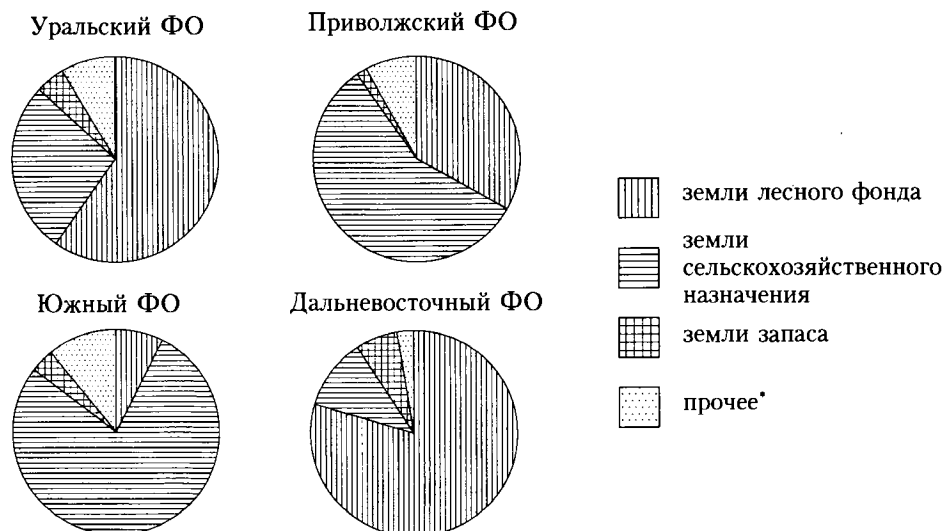 Уральский ФО
Приволжский ФО
Южный ФО
Дальневосточный ФО
земли лесного фонда
земли
сельскохозяйственного
назначения
земли запаса
прочее*